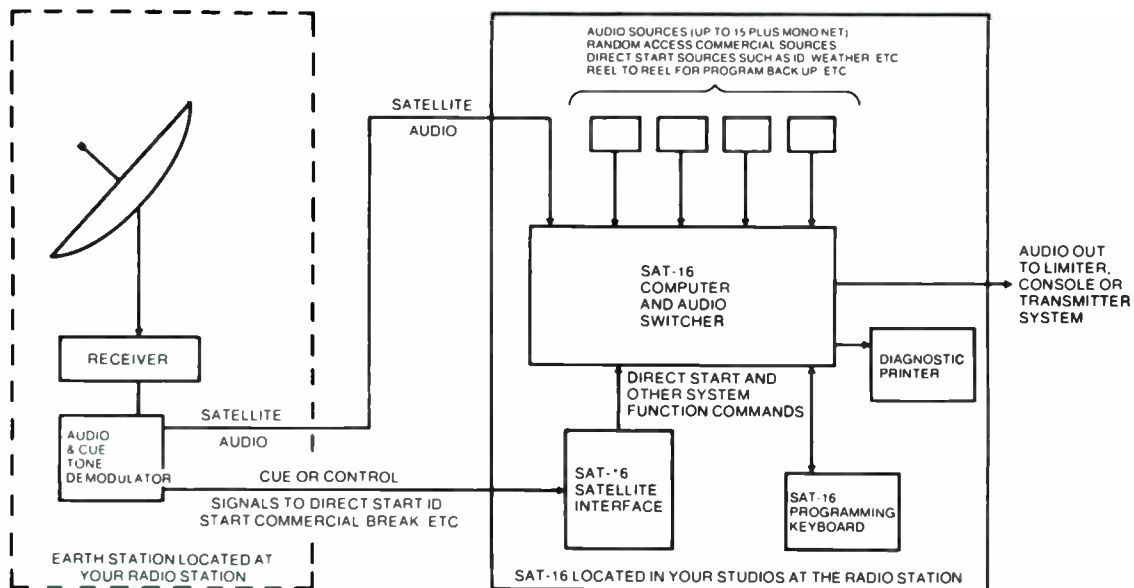 AUDIO SOURCES (UP TO 15 PLUS MONO NET)
RANDOM ACCESS COMMERCIAL SOURCES
DIRECT START SOURCES SUCH AS ID WEATHER ETC
REEL TO REEL FOR PROGRAM BACK UP ETC
SATELLITE
AUDIO
SAT-16
COMPUTER
AND AUDIO
SWITCHER
AUDIO OUT
TO LIMITER,
CONSOLE OR
TRANSMITTER
SYSTEM
RECEIVER
DIAGNOSTIC
PRINTER
DIRECT START AND
OTHER SYSTEM
FUNCTION COMMANDS
SATELLITE
AUDIO
AUDIO
& CUE
TONE
DEMODULATOR
CUE OR CONTROL
SIGNALS TO DIRECT START ID
START COMMERCIAL BREAK ETC
SAT-*6
SATELLITE
INTERFACE
SAT-16
PROGRAMMING
KEYBOARD
EARTH STATION LOCATED AT
YOUR RADIO STATION
SAT-16 LOCATED IN YOUR STUDIOS AT THE RADIO STATION